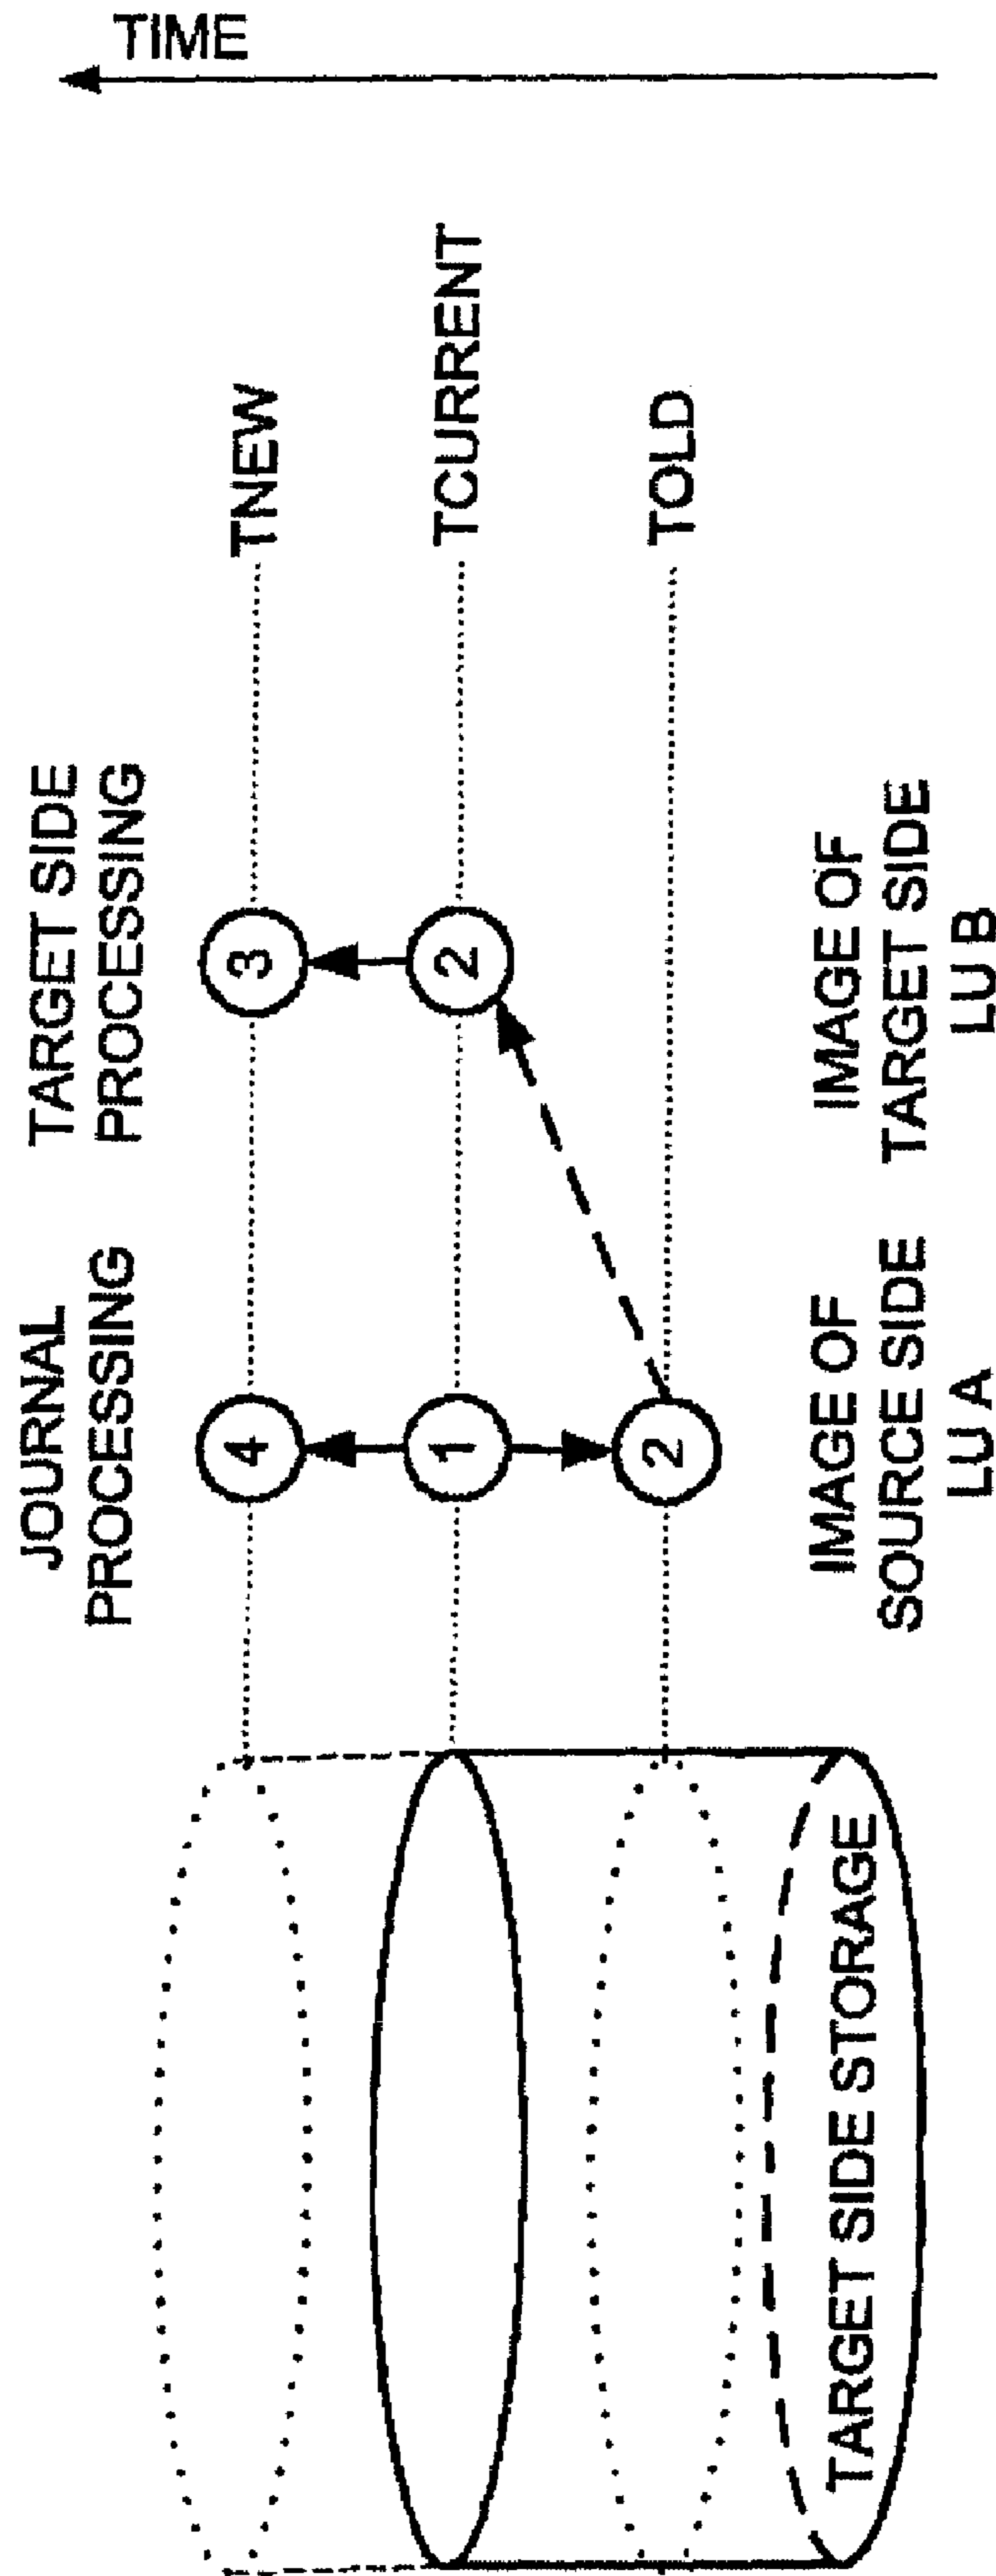 JOURNAL
PROCESSING
TARGET SIDE
PROCESSING
TIME
4
3
TNEW
1
2
TCURRENT
2
TOLD
TARGET SIDE STORAGE
IMAGE OF
SOURCE SIDE
LU A
IMAGE OF
TARGET SIDE
LU B